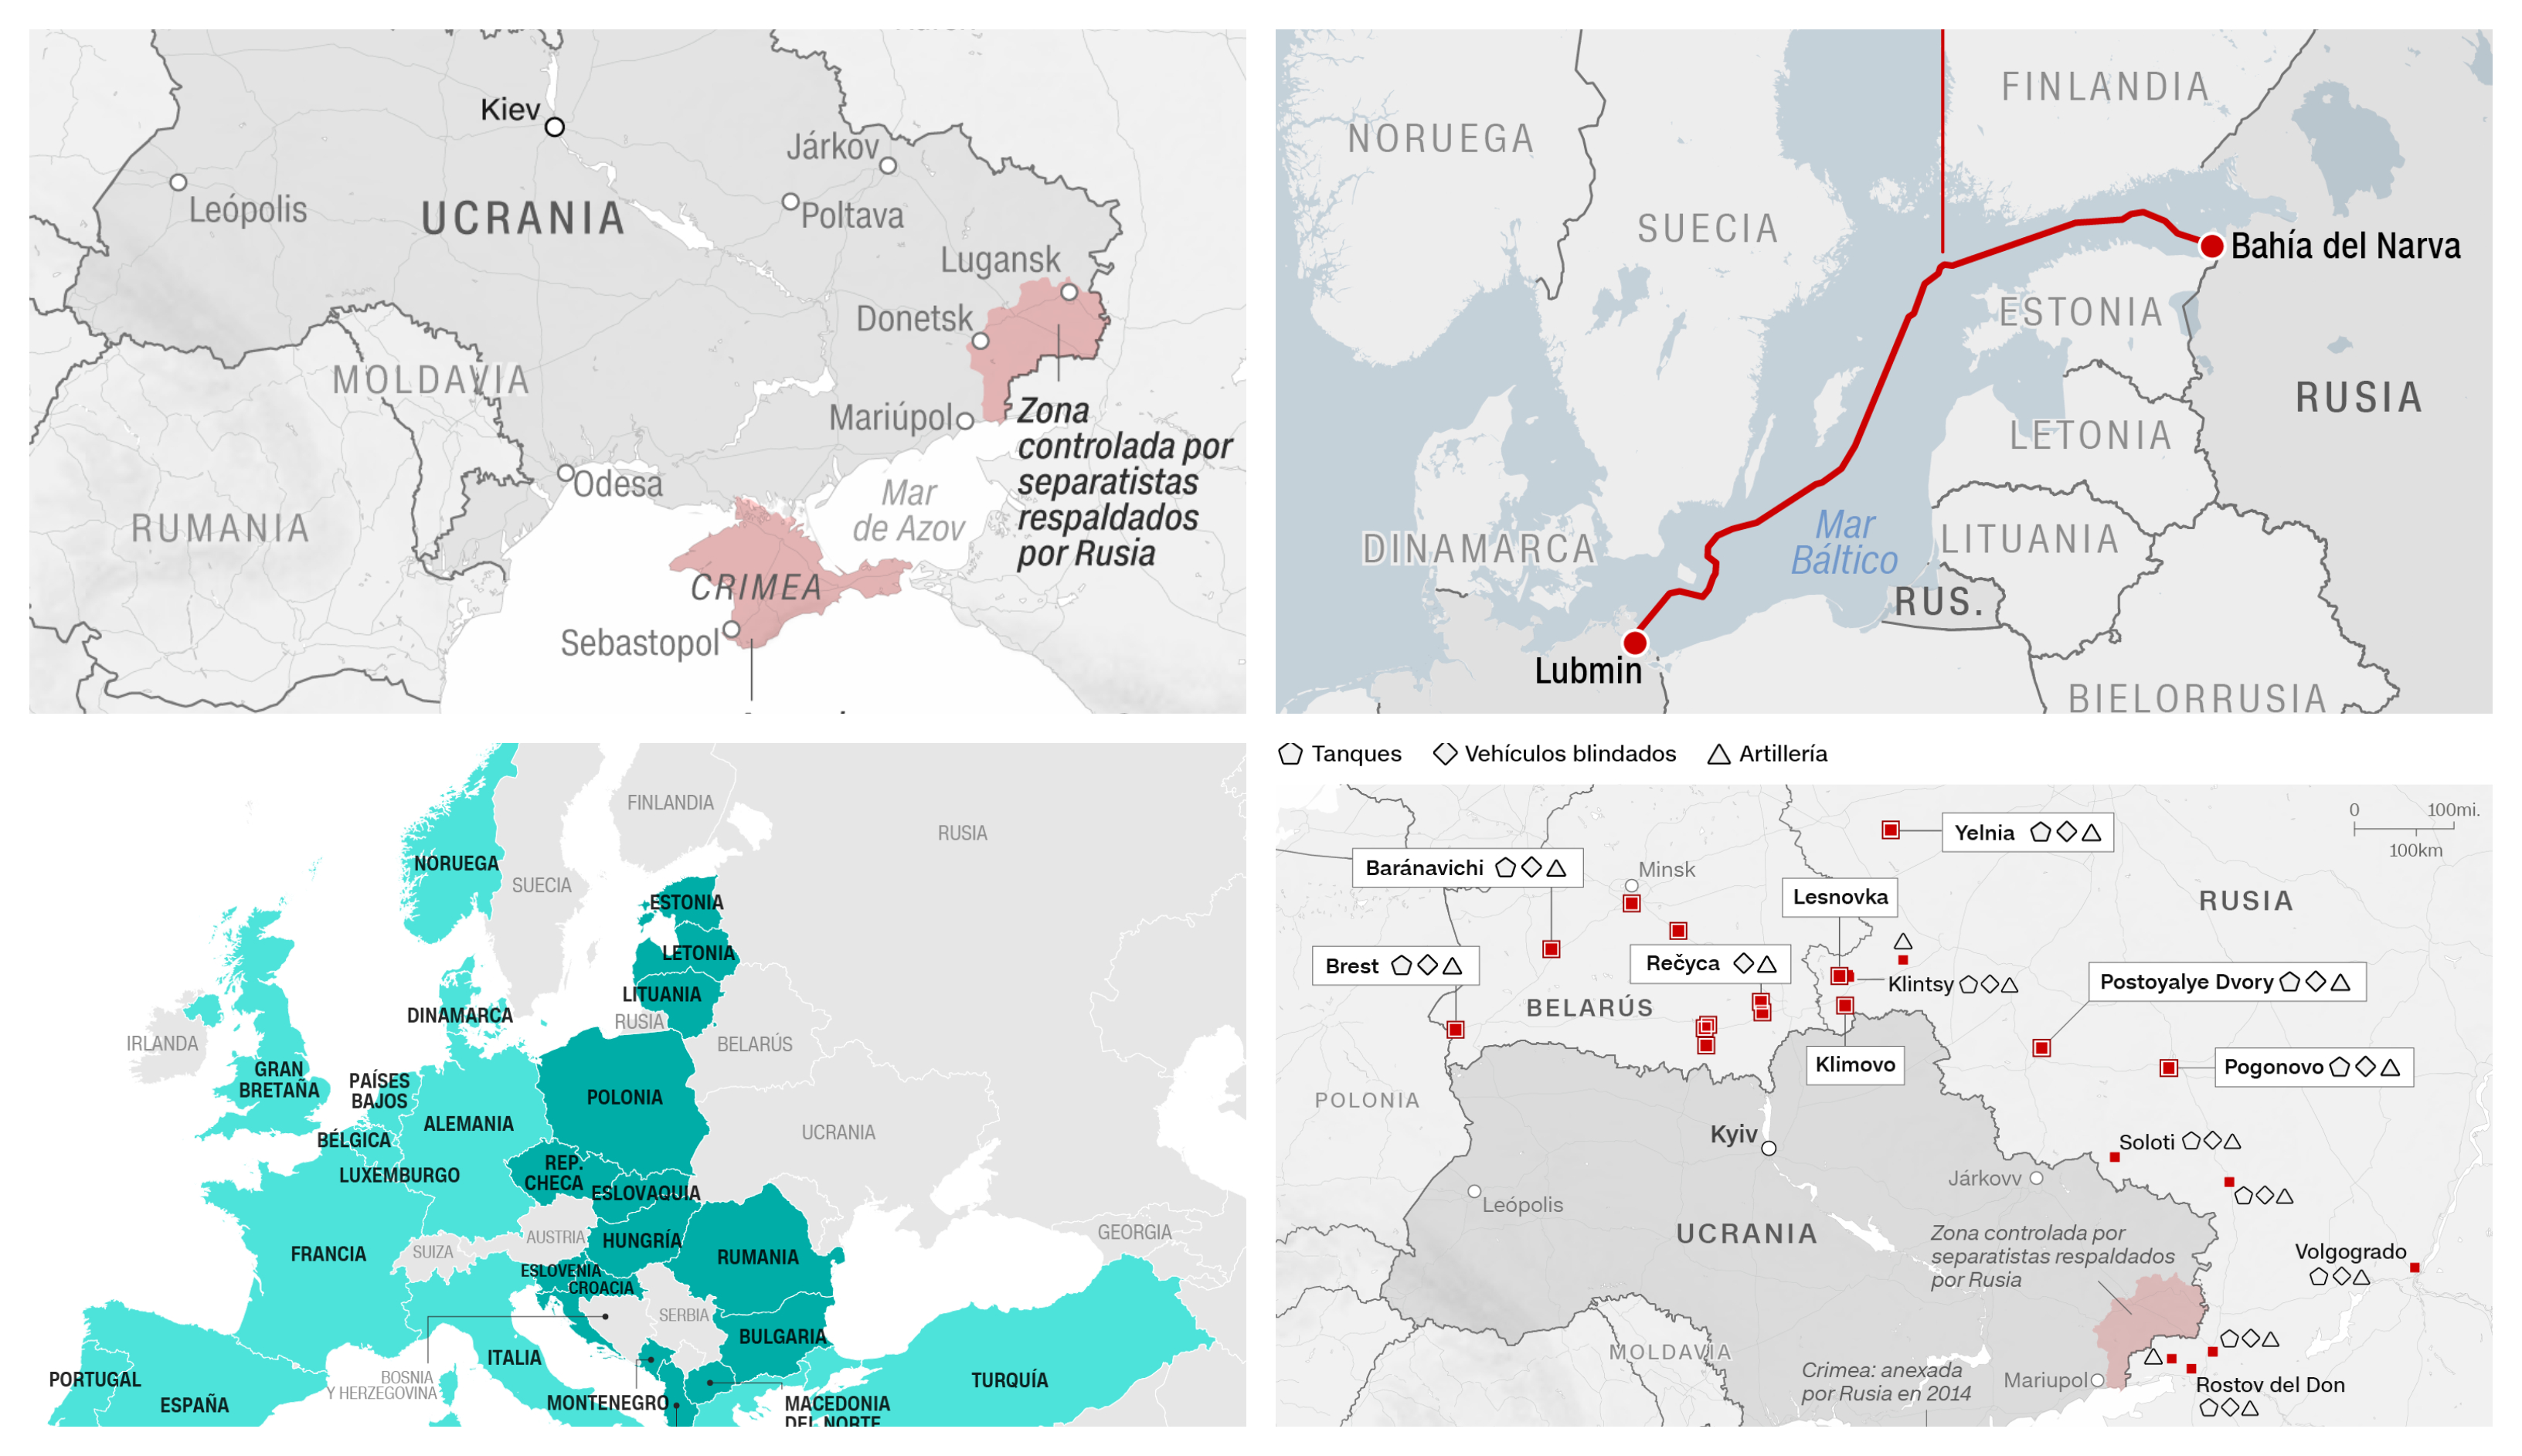 Kiev
Járkov
Leópolis
UCRANIA
Poltava
Lugansk
Donetsk
MOLDAVIA
Mariúpol
Zona
controlada por
separatistas
respaldados
por Rusia
Odesa
Mar
de Azov
RUMANIA
CRIMEA
Sebastopol
FINLANDIA
NORUEGA
SUECIA
Bahía del Narva
ESTONIA
RUSIA
LETONIA
Mar
Báltico
LITUANIA
DINAMARCA
RUS.
Lubmin
BIELORRUSIA
FINLANDIA
RUSIA
NORUEGA
SUECIA
ESTONIA
LETONIA
LITUANIA
DINAMARCA
RUSIA
IRLANDA
BELARÚS
GRAN
BRETAÑA
PAÍSES
BAJOS
POLONIA
ALEMANIA
BÉLGICA
UCRANIA
LUXEMBURGO
REP.
CHECA
ESLOVAQUIA
AUSTRIA
HUNGRÍA
GEORGIA
FRANCIA
SUIZA
RUMANIA
ESLOVENIA
CROACIA
SERBIA
BULGARIA
ITALIA
PORTUGAL
BOSNIA
Y HERZEGOVINA
TURQUÍA
ESPAÑA
MONTENEGRO
MACEDONIA
DEL NORTE
Tanques
Vehículos blindados
Artillería
0 100mi.
100km
Yelnia
Baránavichi
Minsk
Lesnovka
RUSIA
Brest
Rečyca
Klintsy
Postoyalye Dvory
BELARÚS
Klimovo
Pogonovo
POLONIA
Kyiv
Soloti
Járkovv
Leópolis
UCRANIA
Zona controlada por
separatistas respaldados
por Rusia
Volgogrado
MOLDAVIA
Crimea: anexada
por Rusia en 2014
Mariupol
Rostov del Don